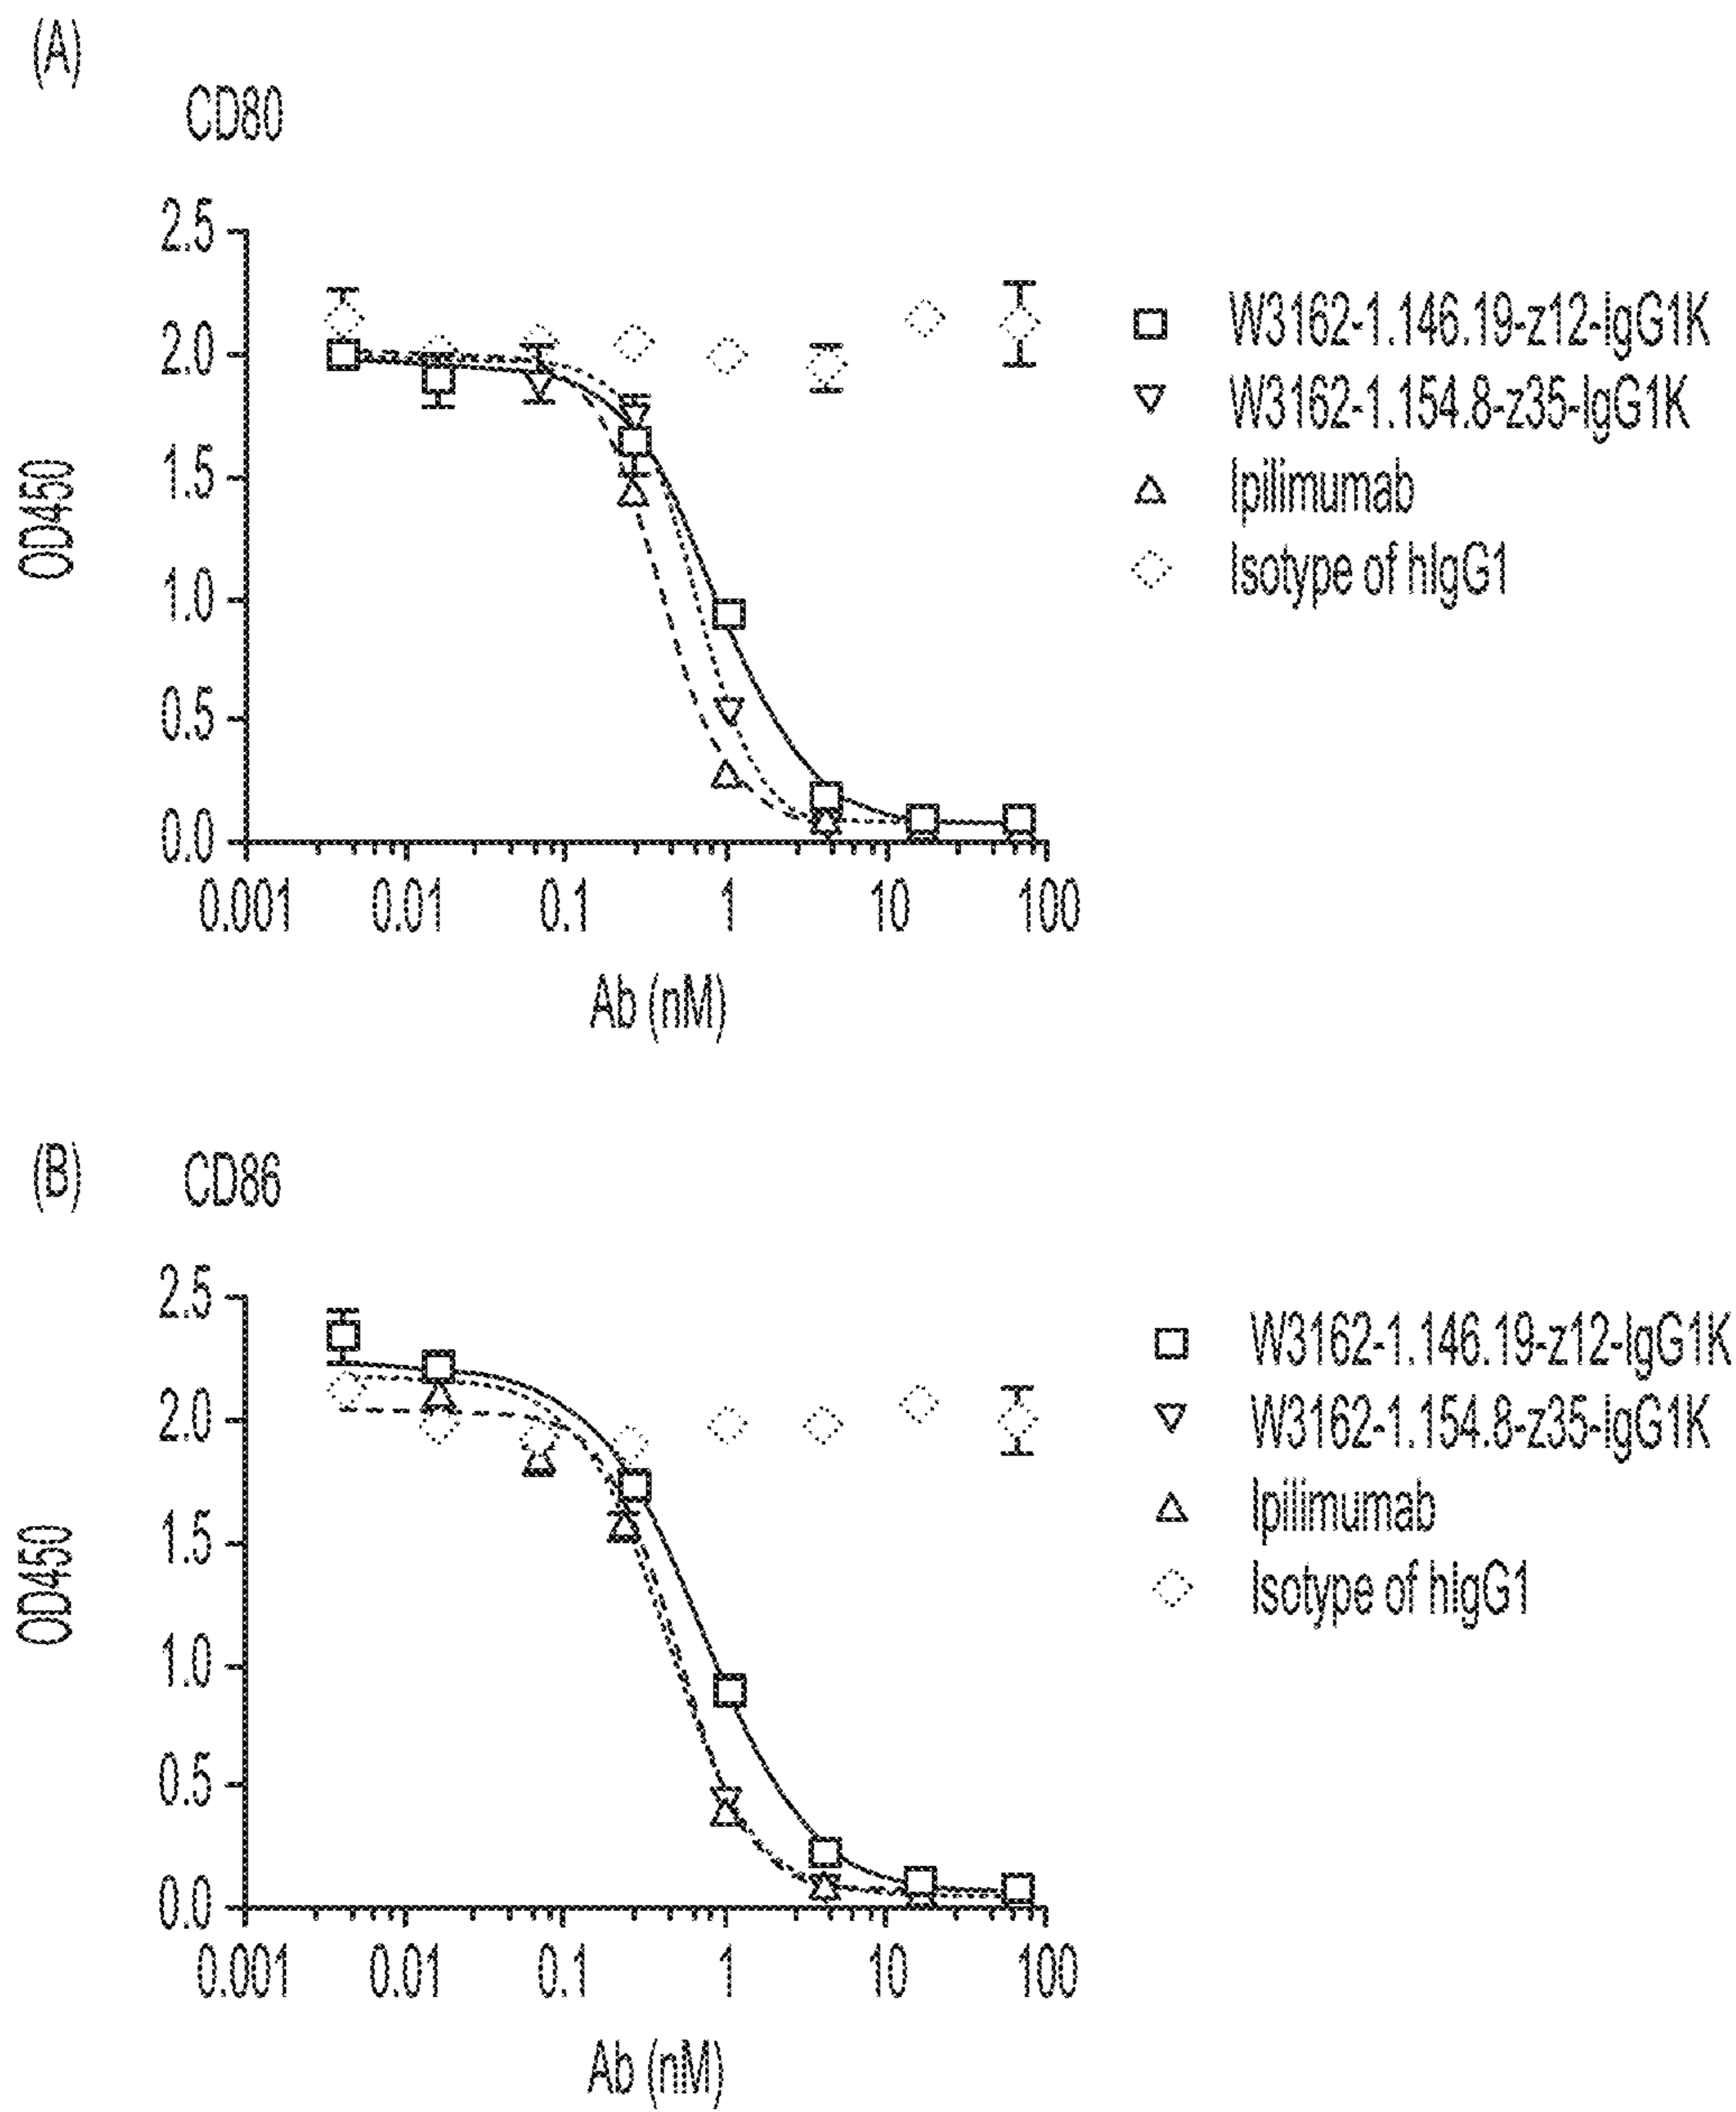 (A)
CD80
2.5
2.0
1.5
1.0
0.5
0.0
OD450
0.001 0.01 0.1 1 10 100
Ab (nM)
W3162-1.146.19-z12-IgG1K
W3162-1.154.8-z35-IgG1K
Ipilimumab
Isotype of hIgG1
(B)
CD86
2.5
2.0
1.5
1.0
0.5
0.0
OD450
0.001 0.01 0.1 1 10 100
Ab (nM)
W3162-1.146.19-z12-IgG1K
W3162-1.154.8-z35-IgG1K
Ipilimumab
Isotype of hIgG1